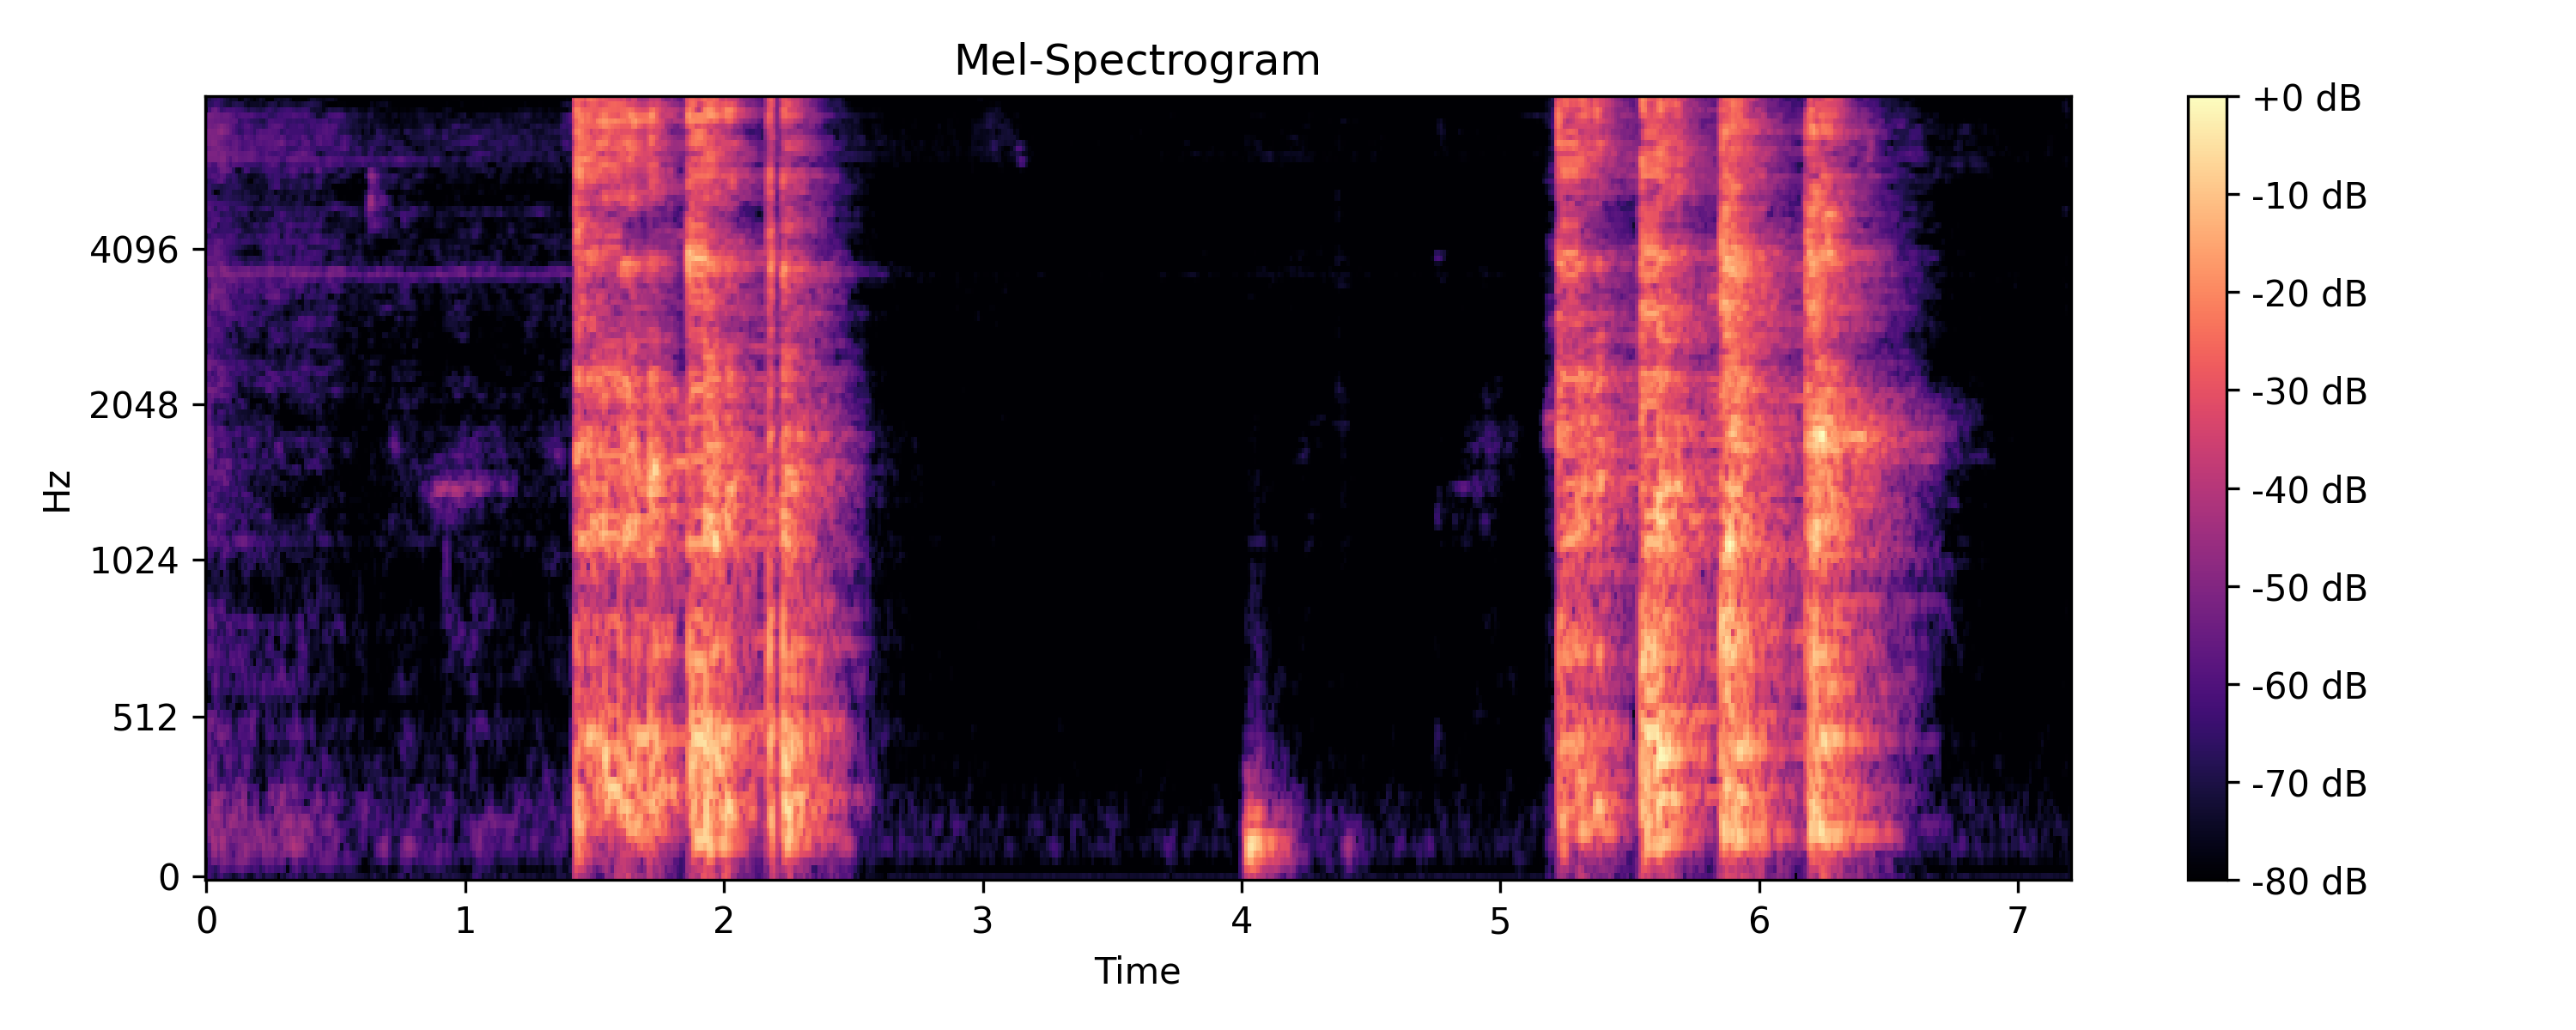 Mel-Spectrogram
+0 dB
4096
-10 dB
-20 dB
2048
-30 dB
Hz
-40 dB
1024
-50 dB
512
-60 dB
-70 dB
0
-80 dB
0 1 2 3 4 5 6 7
Time